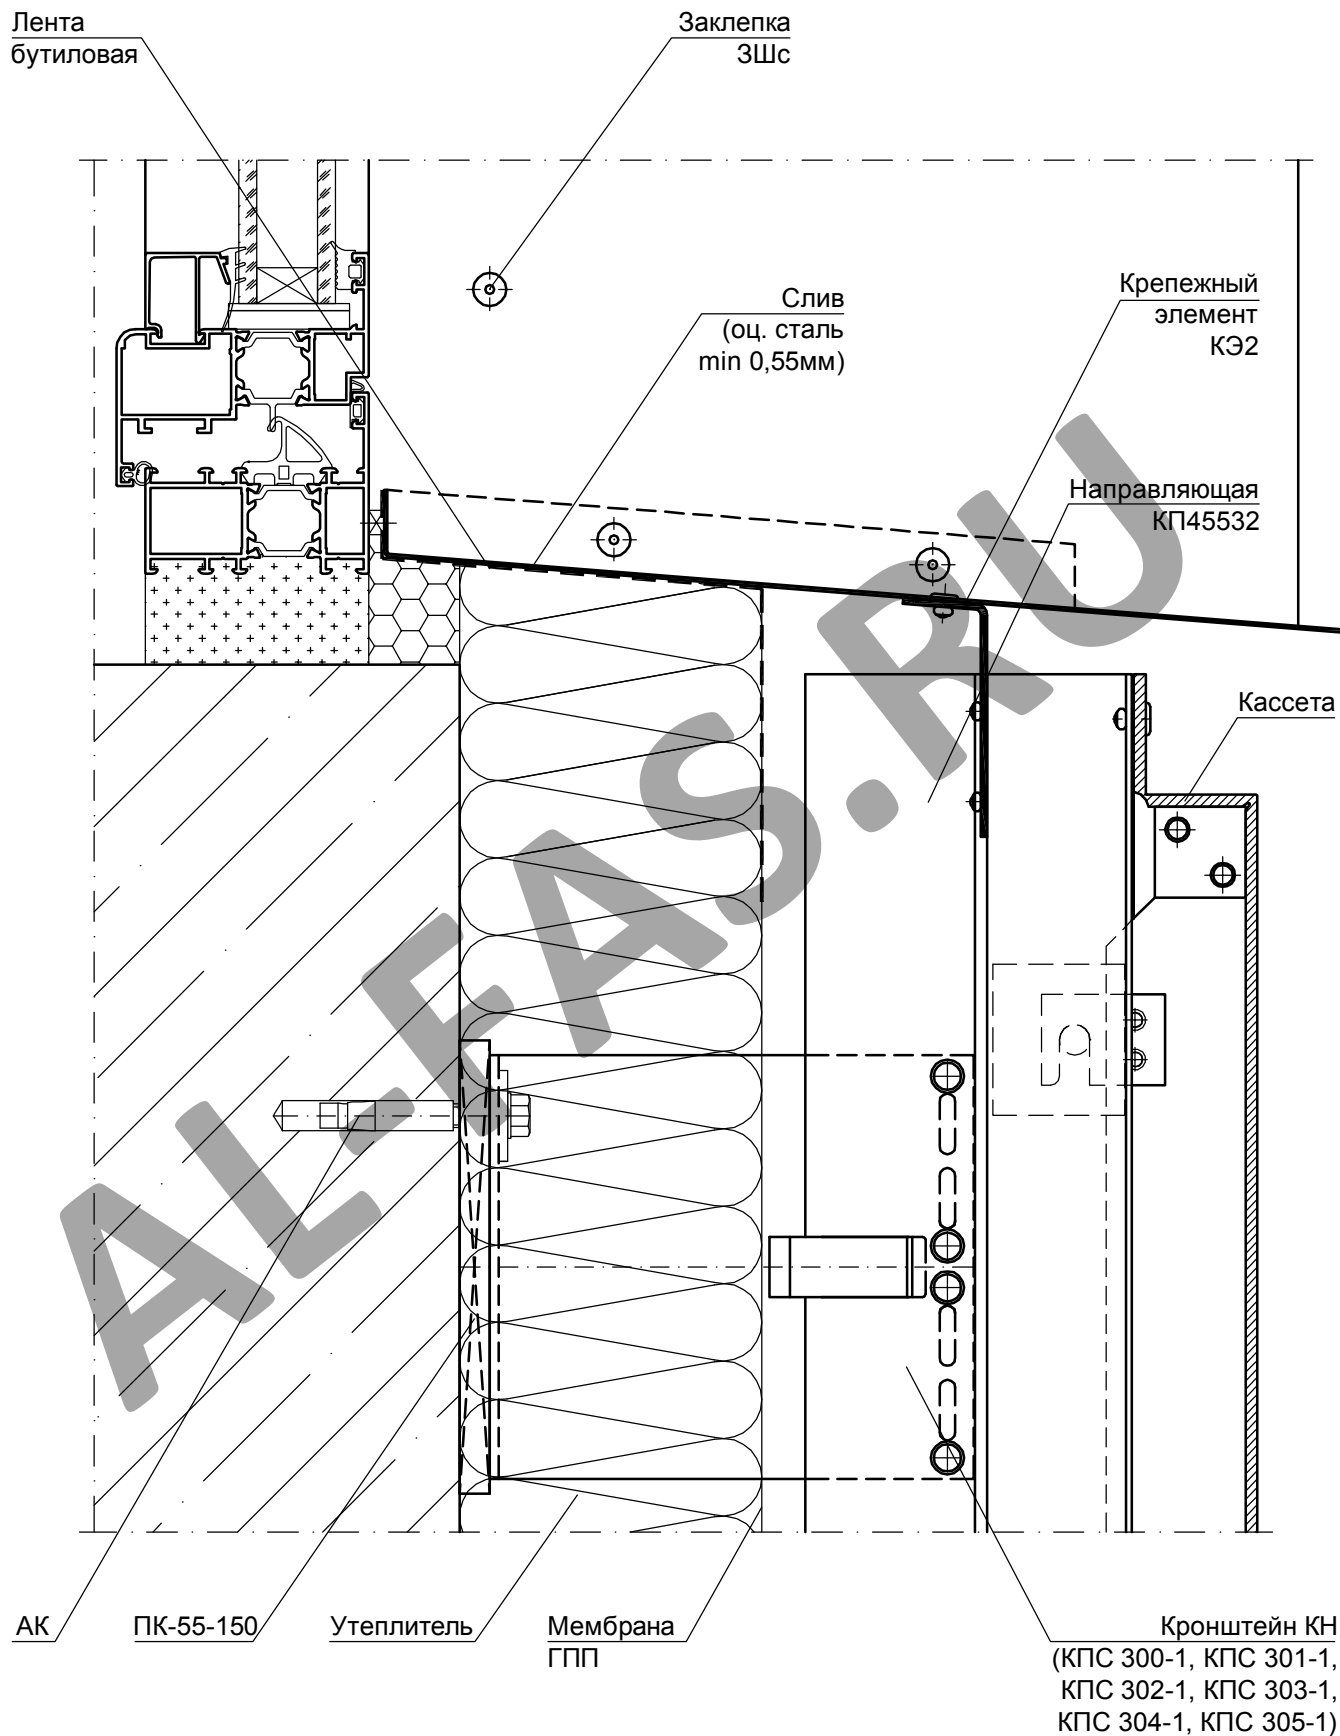 Лента
бутиловая
Заклепка
ЗШс
Слив
(оц. сталь
min 0,55мм)
Крепежный
элемент
КЭ2
Направляющая
КП45532
Кассета
AL-FAS.RU
АК
ПК-55-150
Утеплитель
Мембрана
ГПП
Кронштейн КН
(КПС 300-1, КПС 301-1,
КПС 302-1, КПС 303-1,
КПС 304-1, КПС 305-1)